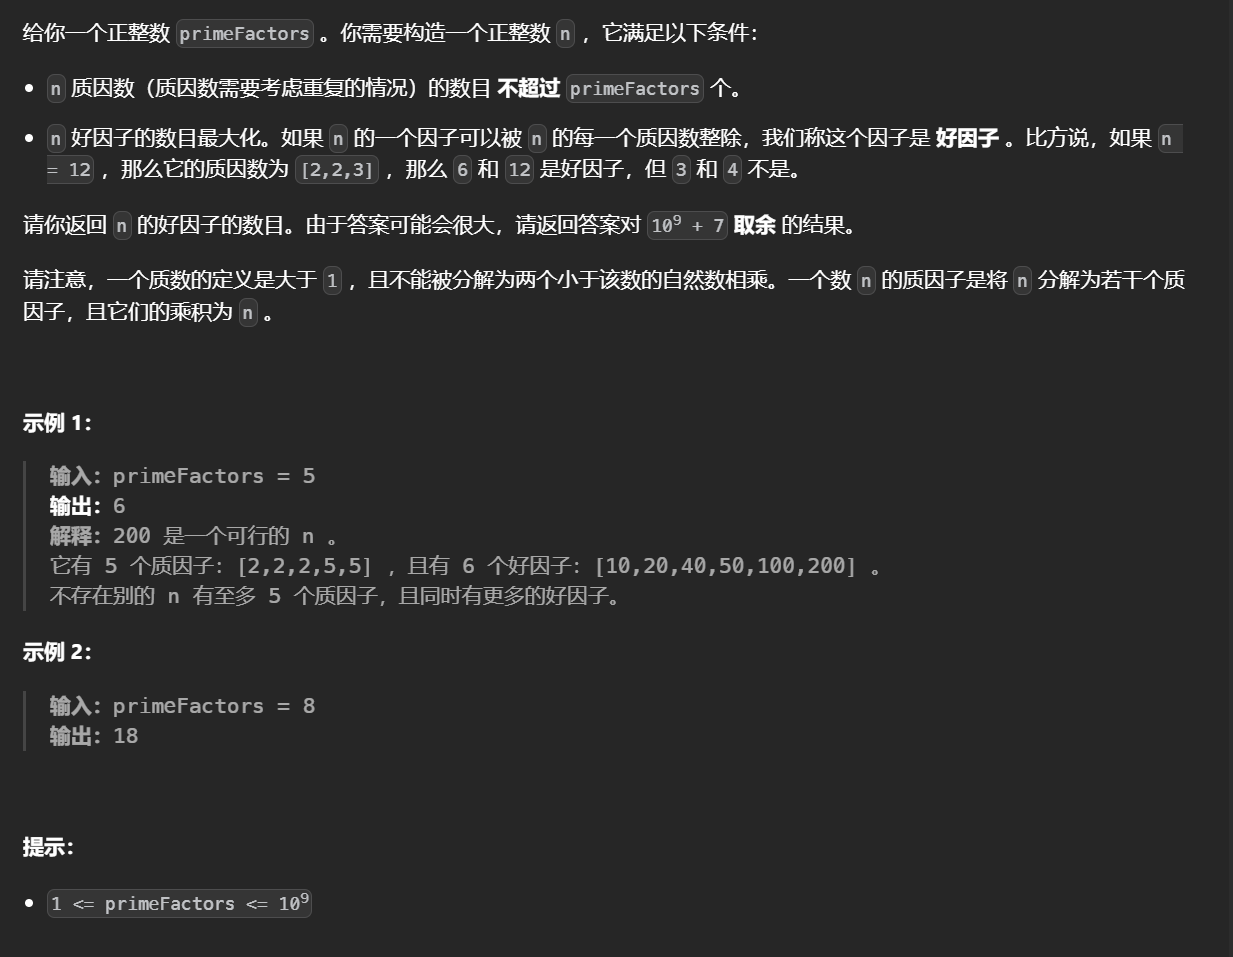 给你一个正整数 primeFactors 。你需要构造一个正整数 n ，它满足以下条件：
• n 质因数（质因数需要考虑重复的情况）的数目 不超过 primeFactors 个。
• n 好因子的数目最大化。如果 n 的一个因子可以被 n 的每一个质因数整除，我们称这个因子是 好因子 。比方说，如果 n
= 12 ，那么它的质因数为 [2,2,3] ，那么 6 和 12 是好因子，但 3 和 4 不是。
请你返回 n 的好因子的数目。由于答案可能会很大，请返回答案对 10⁹ + 7 取余 的结果。
请注意，一个质数的定义是大于 1 ，且不能被分解为两个小于该数的自然数相乘。一个数 n 的质因子是将 n 分解为若干个质
因子，且它们的乘积为 n 。
示例 1：
输入：primeFactors = 5
输出：6
解释：200 是一个可行的 n 。
它有 5 个质因子：[2,2,2,5,5] ，且有 6 个好因子：[10,20,40,50,100,200] 。
不存在别的 n 有至多 5 个质因子，且同时有更多的好因子。
示例 2：
输入：primeFactors = 8
输出：18
提示：
• 1 <= primeFactors <= 10⁹